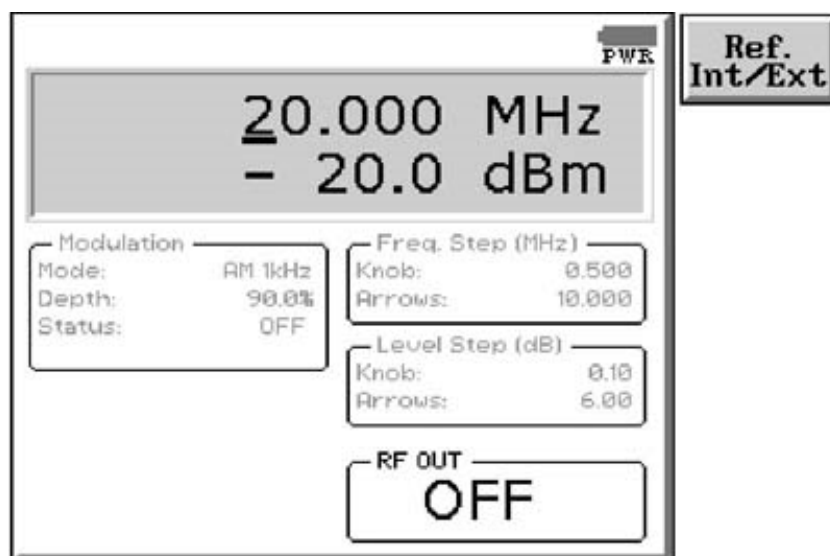 PWR
Ref.
Int/Ext
20.000 MHz
- 20.0 dBm
Modulation
Mode: AM 1kHz
Depth: 90.0%
Status: OFF
Freq. Step (MHz)
Knob: 0.500
Arrows: 10.000
Level Step (dB)
Knob: 0.10
Arrows: 6.00
RF OUT
OFF